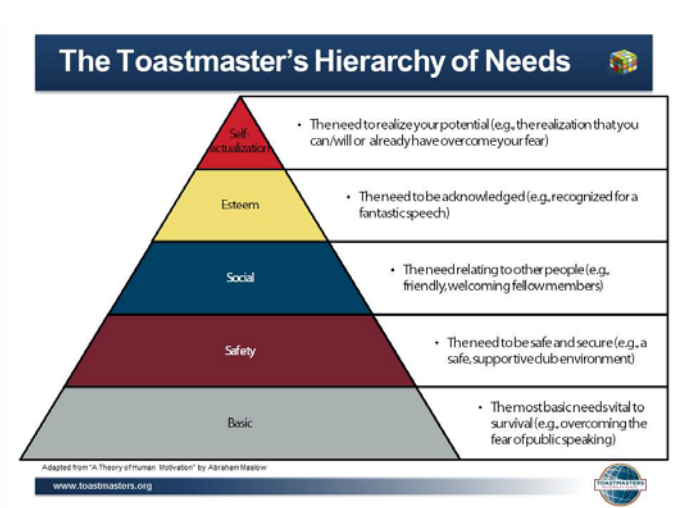 The Toastmaster's Hierarchy of Needs
Self-
actualization
• The need to realize your potential (e.g., the realization that you
can/will or already have overcome your fear)
Esteem
• The need to be acknowledged (e.g., recognized for a
fantastic speech)
Social
• The need relating to other people (e.g.,
friendly, welcoming fellow members)
Safety
• The need to be safe and secure (e.g., a
safe, supportive club environment)
Basic
• The most basic needs vital to
survival (e.g., overcoming the
fear of public speaking)
Adapted from "A Theory of Human Motivation" by Abraham Maslow
www.toastmasters.org
TOASTMASTERS
INTERNATIONAL